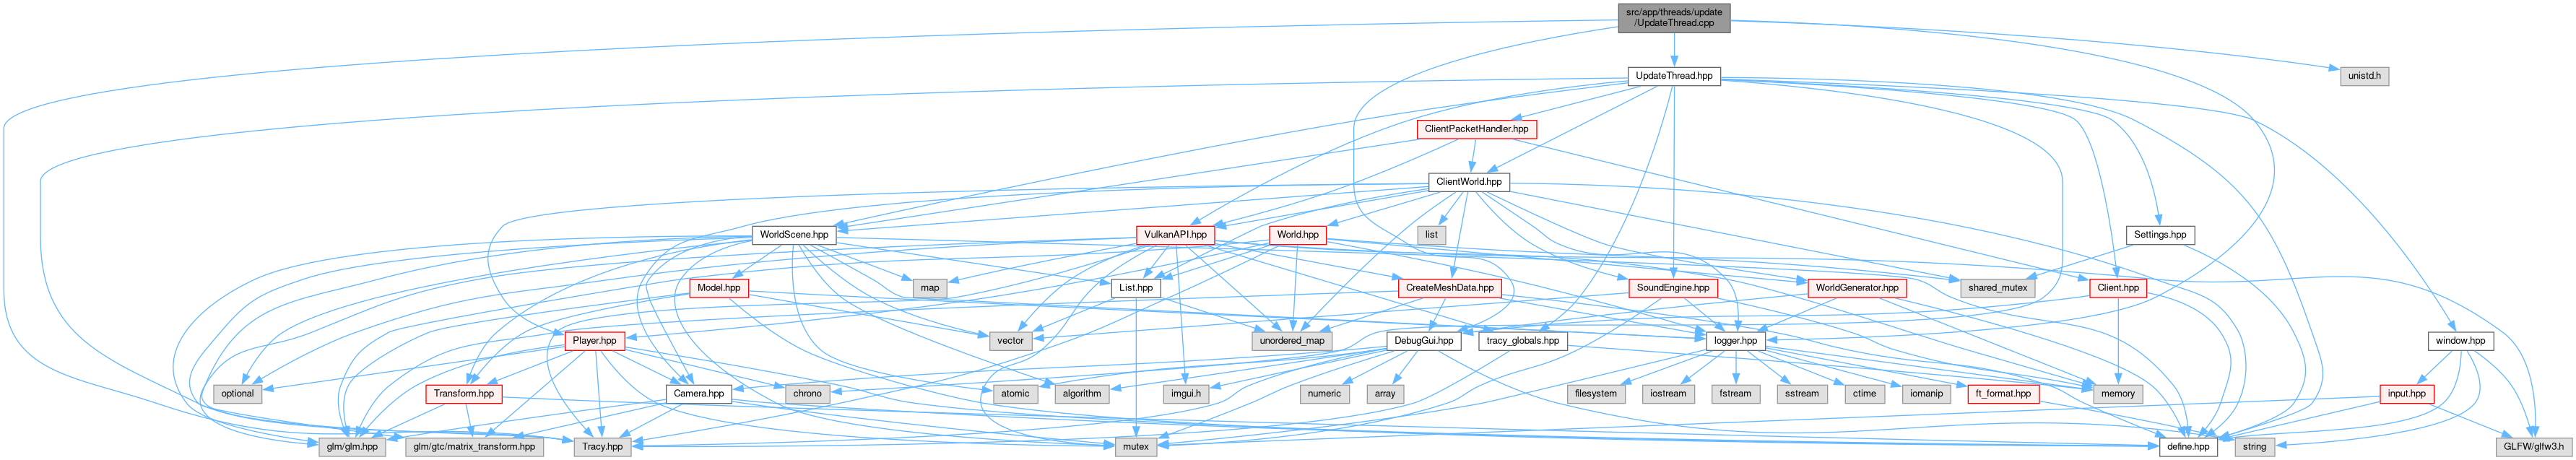 src/app/threads/update
/UpdateThread.cpp
UpdateThread.hpp
unistd.h
ClientPacketHandler.hpp
ClientWorld.hpp
WorldScene.hpp
VulkanAPI.hpp
World.hpp
list
Settings.hpp
Model.hpp
map
List.hpp
CreateMeshData.hpp
SoundEngine.hpp
WorldGenerator.hpp
shared_mutex
Client.hpp
Player.hpp
vector
unordered_map
DebugGui.hpp
tracy_globals.hpp
logger.hpp
window.hpp
optional
Transform.hpp
Camera.hpp
chrono
atomic
algorithm
imgui.h
numeric
array
filesystem
iostream
fstream
sstream
ctime
iomanip
ft_format.hpp
memory
input.hpp
glm/glm.hpp
glm/gtc/matrix_transform.hpp
Tracy.hpp
mutex
define.hpp
string
GLFW/glfw3.h